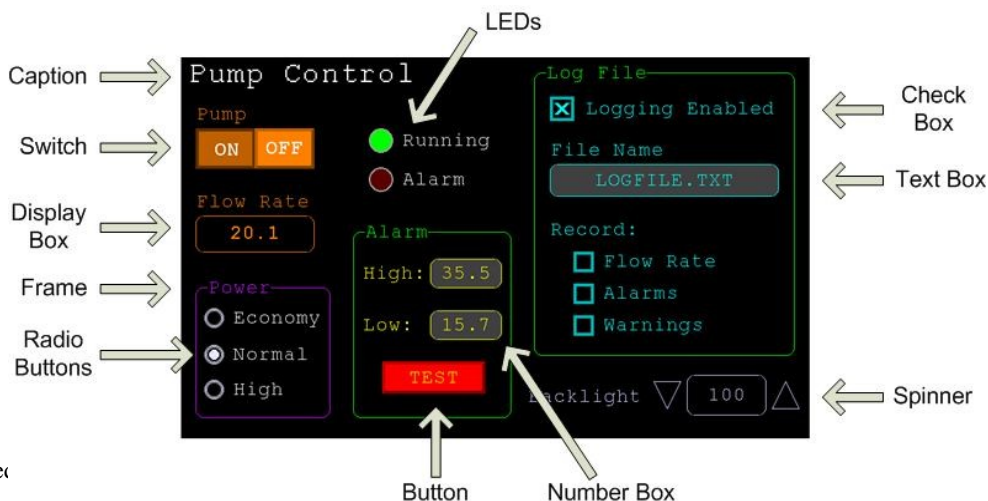 LEDs
Caption
Pump Control
Log File
Check
Box
Pump
Logging Enabled
Switch
ON OFF
Running
File Name
Alarm
LOGFILE.TXT
Text Box
Flow Rate
Display
Box
20.1
Alarm
Record:
High: 35.5
Flow Rate
Frame
Power
Alarms
Economy
Low: 15.7
Warnings
Radio
Buttons
Normal
TEST
High
Backlight 100
Spinner
Button
Number Box